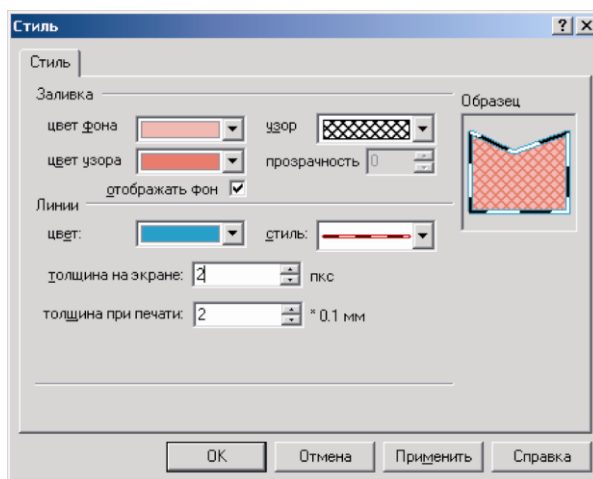 Стиль
Стиль
Заливка
Образец
цвет фона
узор
цвет узора
прозрачность 0
отображать фон
Линии
цвет:
стиль:
толщина на экране: 2 пкс
толщина при печати: 2 * 0.1 мм
OK Отмена Применить Справка